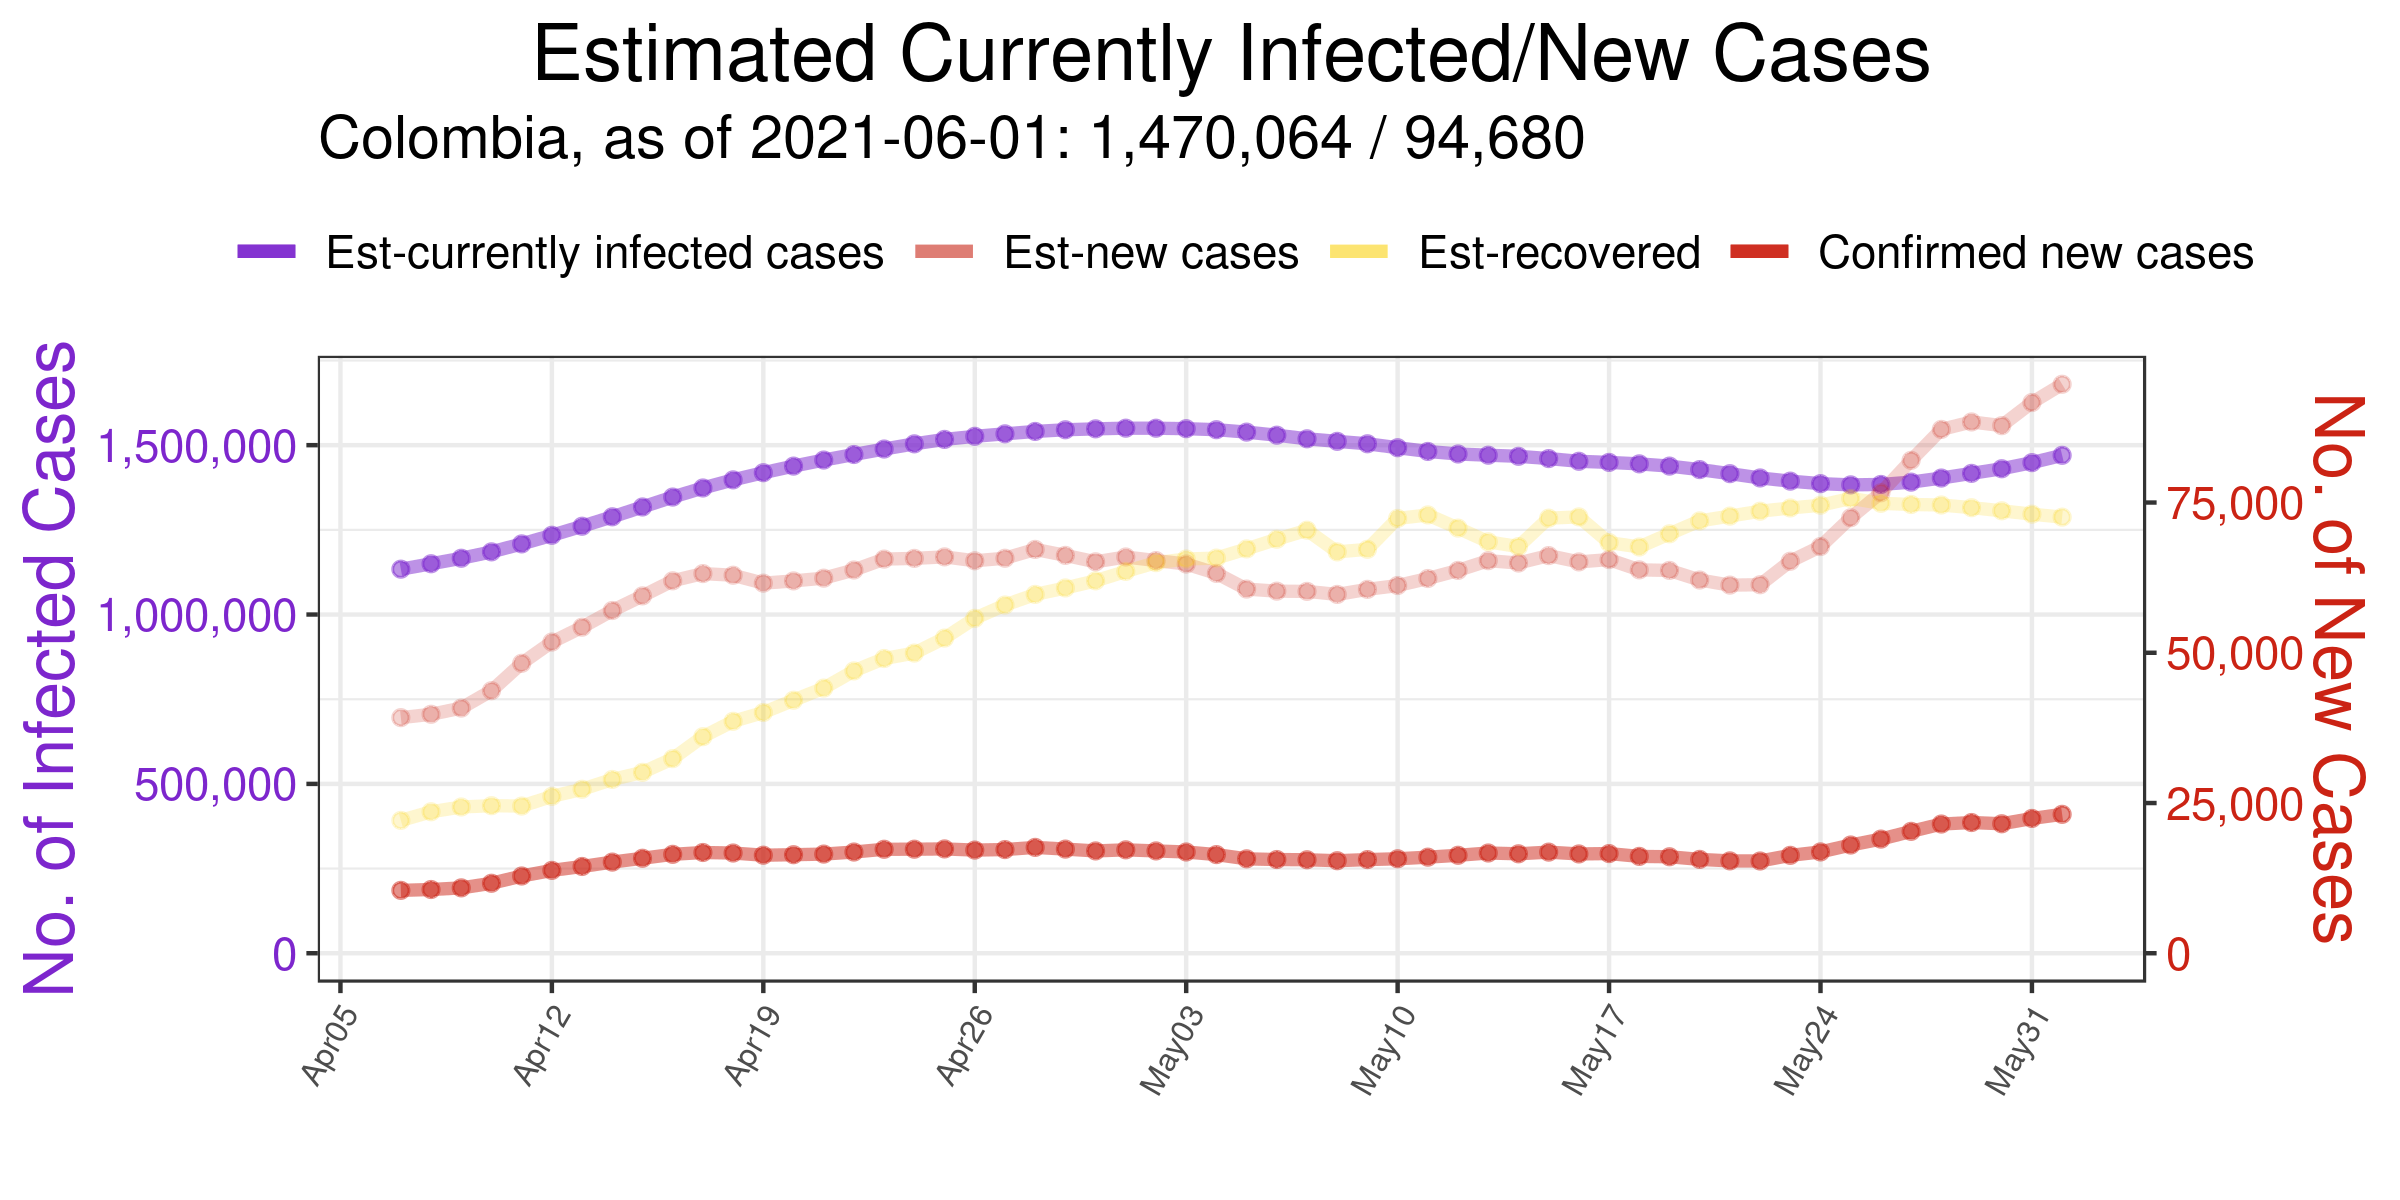 Estimated Currently Infected/New Cases
Colombia, as of 2021-06-01: 1,470,064 / 94,680
Est-currently infected cases Est-new cases Est-recovered Confirmed new cases
No. of Infected Cases
1,500,000
1,000,000
500,000
0
75,000
50,000
25,000
0
No. of New Cases
Apr05 Apr12 Apr19 Apr26 May03 May10 May17 May24 May31